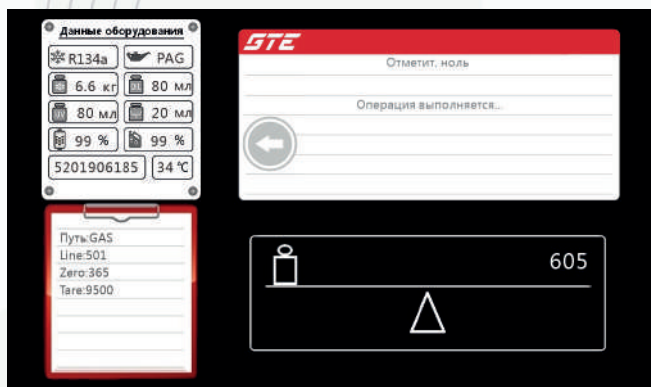 Данные оборудования
R134a PAG
6.6 кг 80 мл
80 мл 20 мл
99 % 99 %
5201906185 34 °C
GTE
Отметит, ноль
Операция выполняется...
Путь:GAS
Line:501
Zero:365
Tare:9500
605